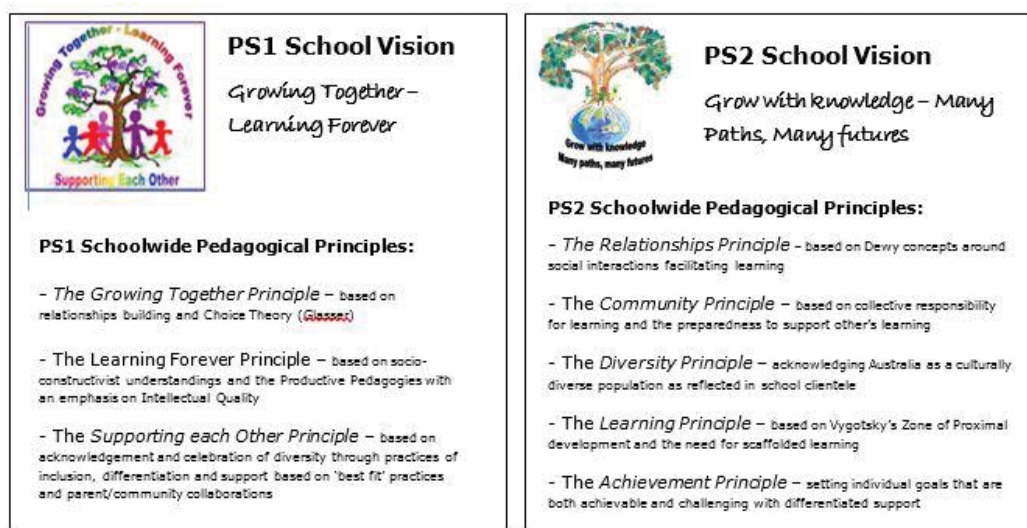 Growing Together - Learning Forever
Supporting Each Other
PS1 School Vision
Growing Together –
Learning Forever
PS1 Schoolwide Pedagogical Principles:
- The Growing Together Principle – based on
relationships building and Choice Theory (Glasser)
- The Learning Forever Principle – based on socio-
constructivist understandings and the Productive Pedagogies with
an emphasis on Intellectual Quality
- The Supporting each Other Principle – based on
acknowledgement and celebration of diversity through practices of
inclusion, differentiation and support based on 'best fit' practices
and parent/community collaborations
Grow with knowledge
Many paths, many futures
PS2 School Vision
Grow with knowledge – Many
Paths, Many futures
PS2 Schoolwide Pedagogical Principles:
- The Relationships Principle – based on Dewy concepts around
social interactions facilitating learning
- The Community Principle – based on collective responsibility
for learning and the preparedness to support other's learning
- The Diversity Principle – acknowledging Australia as a culturally
diverse population as reflected in school clientele
- The Learning Principle – based on Vygotsky's Zone of Proximal
development and the need for scaffolded learning
- The Achievement Principle – setting individual goals that are
both achievable and challenging with differentiated support